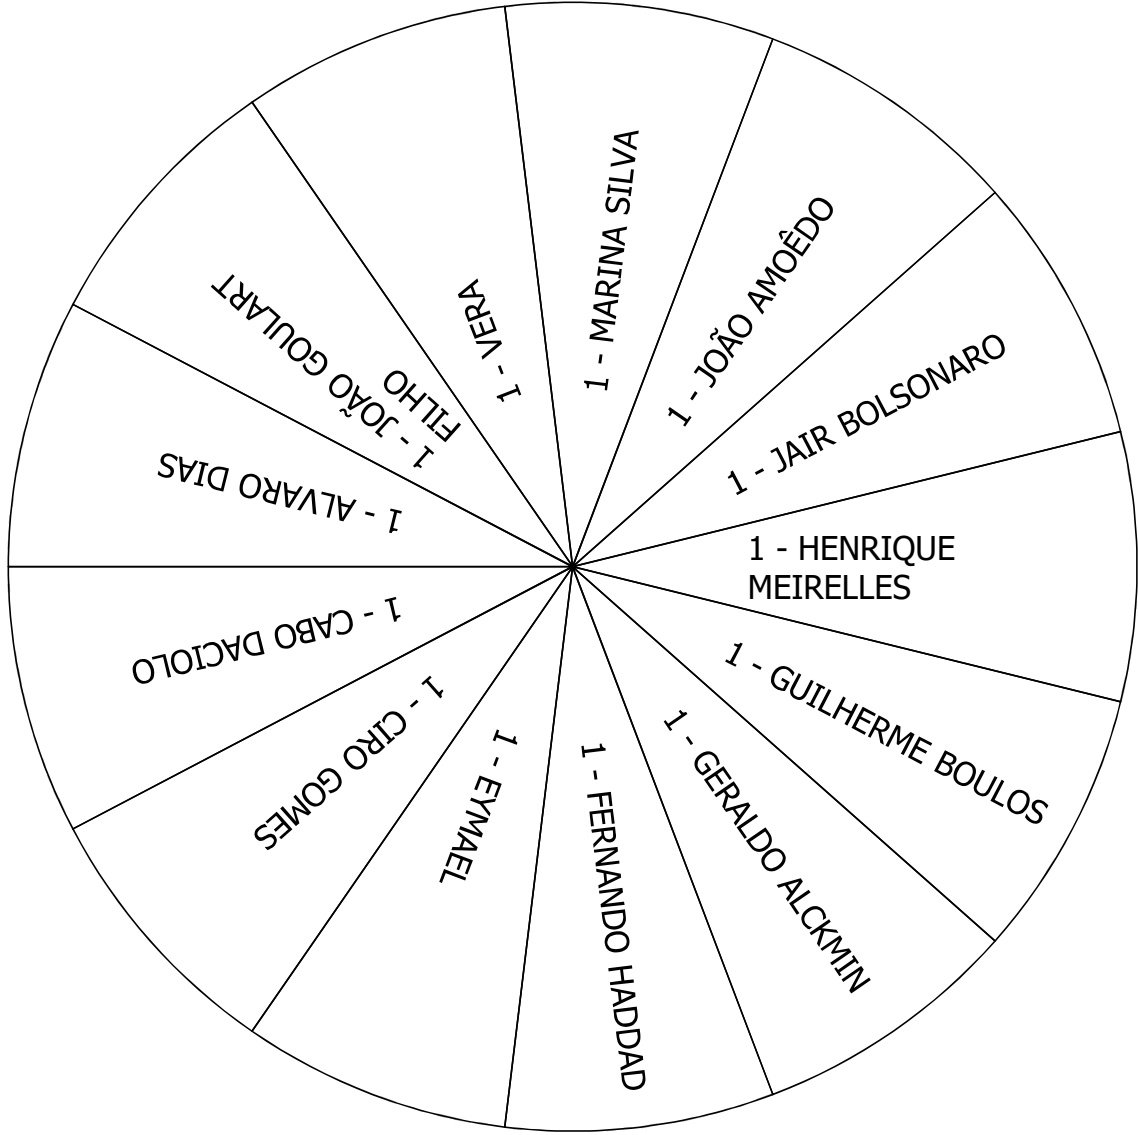 1 - MARINA SILVA
1 - JOÃO AMOÊDO
1 - JAIR BOLSONARO
1 - HENRIQUE
MEIRELLES
1 - GUILHERME BOULOS
1 - GERALDO ALCKMIN
1 - FERNANDO HADDAD
1 - EYMAEL
1 - CIRO GOMES
1 - CABO DACIOLO
1 - ALVARO DIAS
1 - JOÃO GOULART
FILHO
1 - VERA